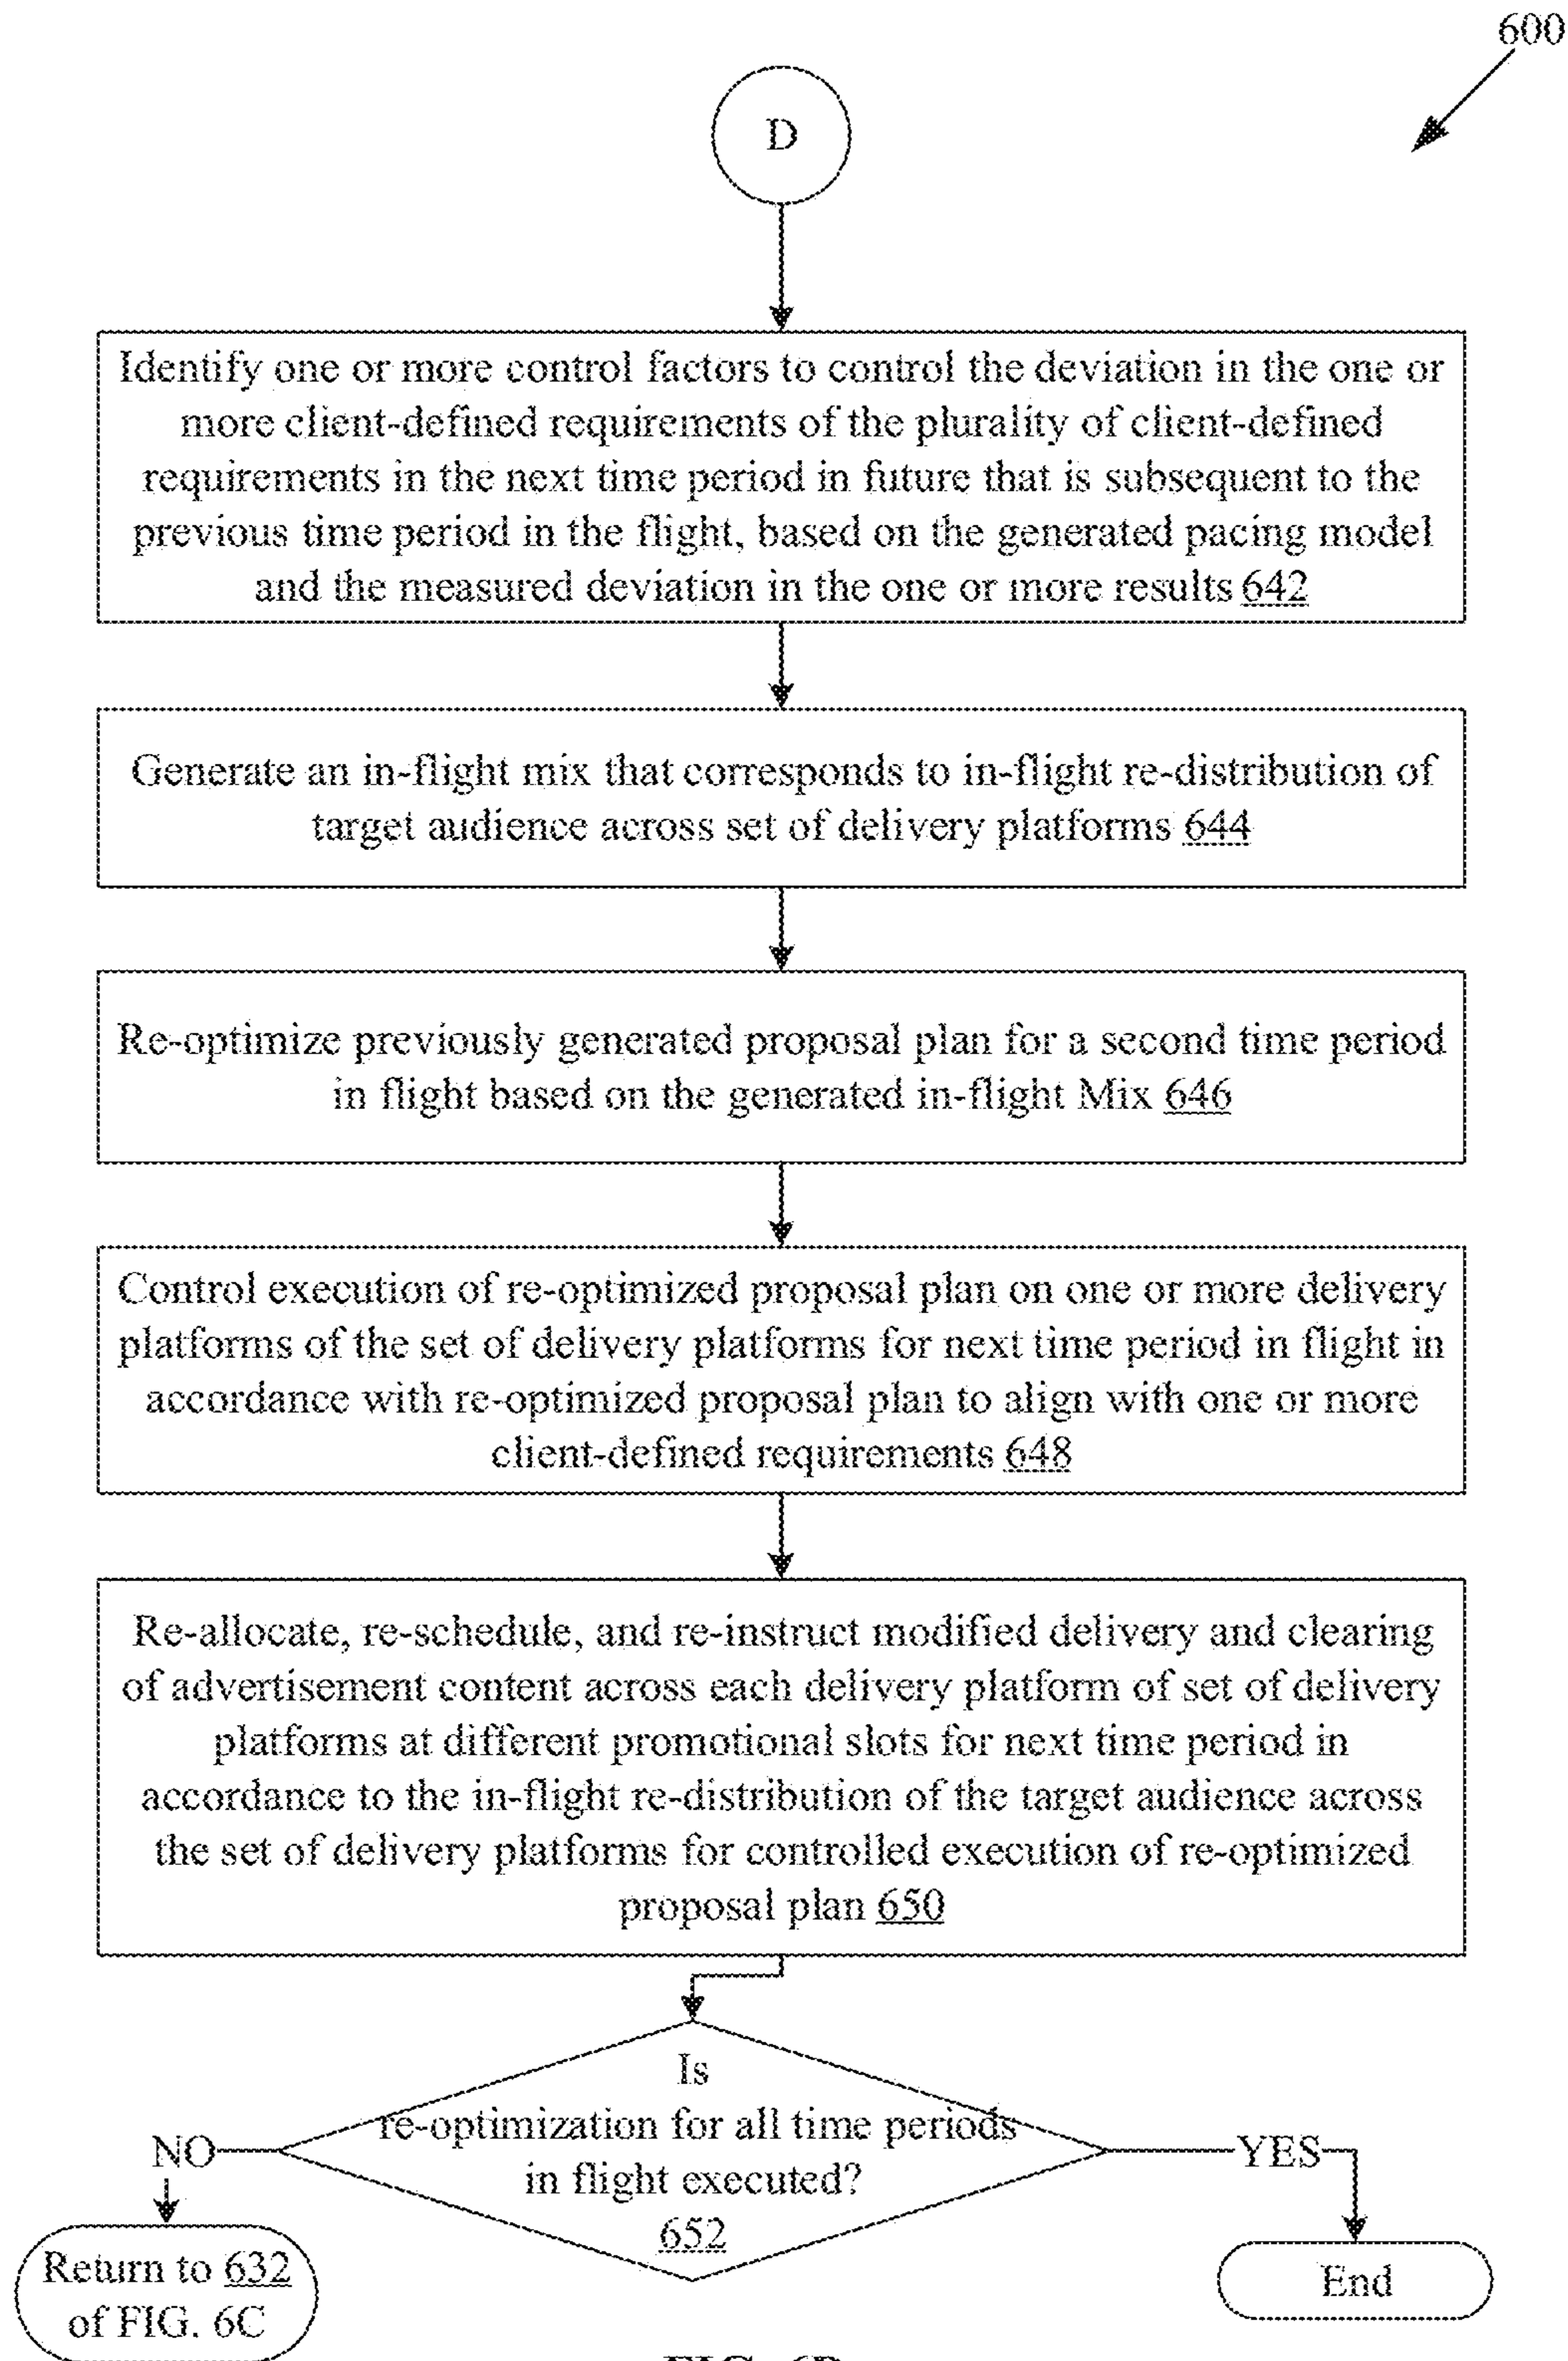 600
D
Identify one or more control factors to control the deviation in the one or
more client-defined requirements of the plurality of client-defined
requirements in the next time period in future that is subsequent to the
previous time period in the flight, based on the generated pacing model
and the measured deviation in the one or more results 642
Generate an in-flight mix that corresponds to in-flight re-distribution of
target audience across set of delivery platforms 644
Re-optimize previously generated proposal plan for a second time period
in flight based on the generated in-flight Mix 646
Control execution of re-optimized proposal plan on one or more delivery
platforms of the set of delivery platforms for next time period in flight in
accordance with re-optimized proposal plan to align with one or more
client-defined requirements 648
Re-allocate, re-schedule, and re-instruct modified delivery and clearing
of advertisement content across each delivery platform of set of delivery
platforms at different promotional slots for next time period in
accordance to the in-flight re-distribution of the target audience across
the set of delivery platforms for controlled execution of re-optimized
proposal plan 650
Is
re-optimization for all time periods
in flight executed?
652
NO
YES
Return to 632
of FIG. 6C
End